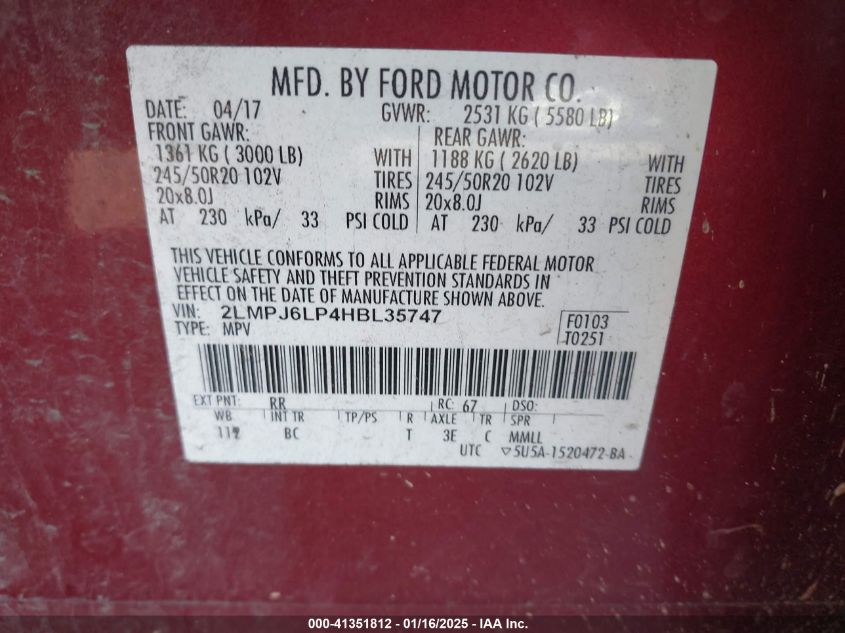 MFD. BY FORD MOTOR CO.
DATE: 04/17 GVWR: 2531 KG ( 5580 LB)
FRONT GAWR: REAR GAWR:
1361 KG ( 3000 LB) WITH 1188 KG ( 2620 LB) WITH
245/50R20 102V TIRES 245/50R20 102V TIRES
20x8.0J RIMS 20x8.0J RIMS
AT 230 kPa/ 33 PSI COLD AT 230 kPa/ 33 PSI COLD
THIS VEHICLE CONFORMS TO ALL APPLICABLE FEDERAL MOTOR
VEHICLE SAFETY AND THEFT PREVENTION STANDARDS IN
EFFECT ON THE DATE OF MANUFACTURE SHOWN ABOVE.
VIN: 2LMPJ6LP4HBL35747 F0103
TYPE: MPV T0251
EXT PNT: RR RC: 67 DSO:
WB INT TR TP/PS R AXLE TR SPR
BC T 3E C MMLL
UTC ▽5U5A-1520472-BA
000-41351812 - 01/16/2025 - IAA Inc.